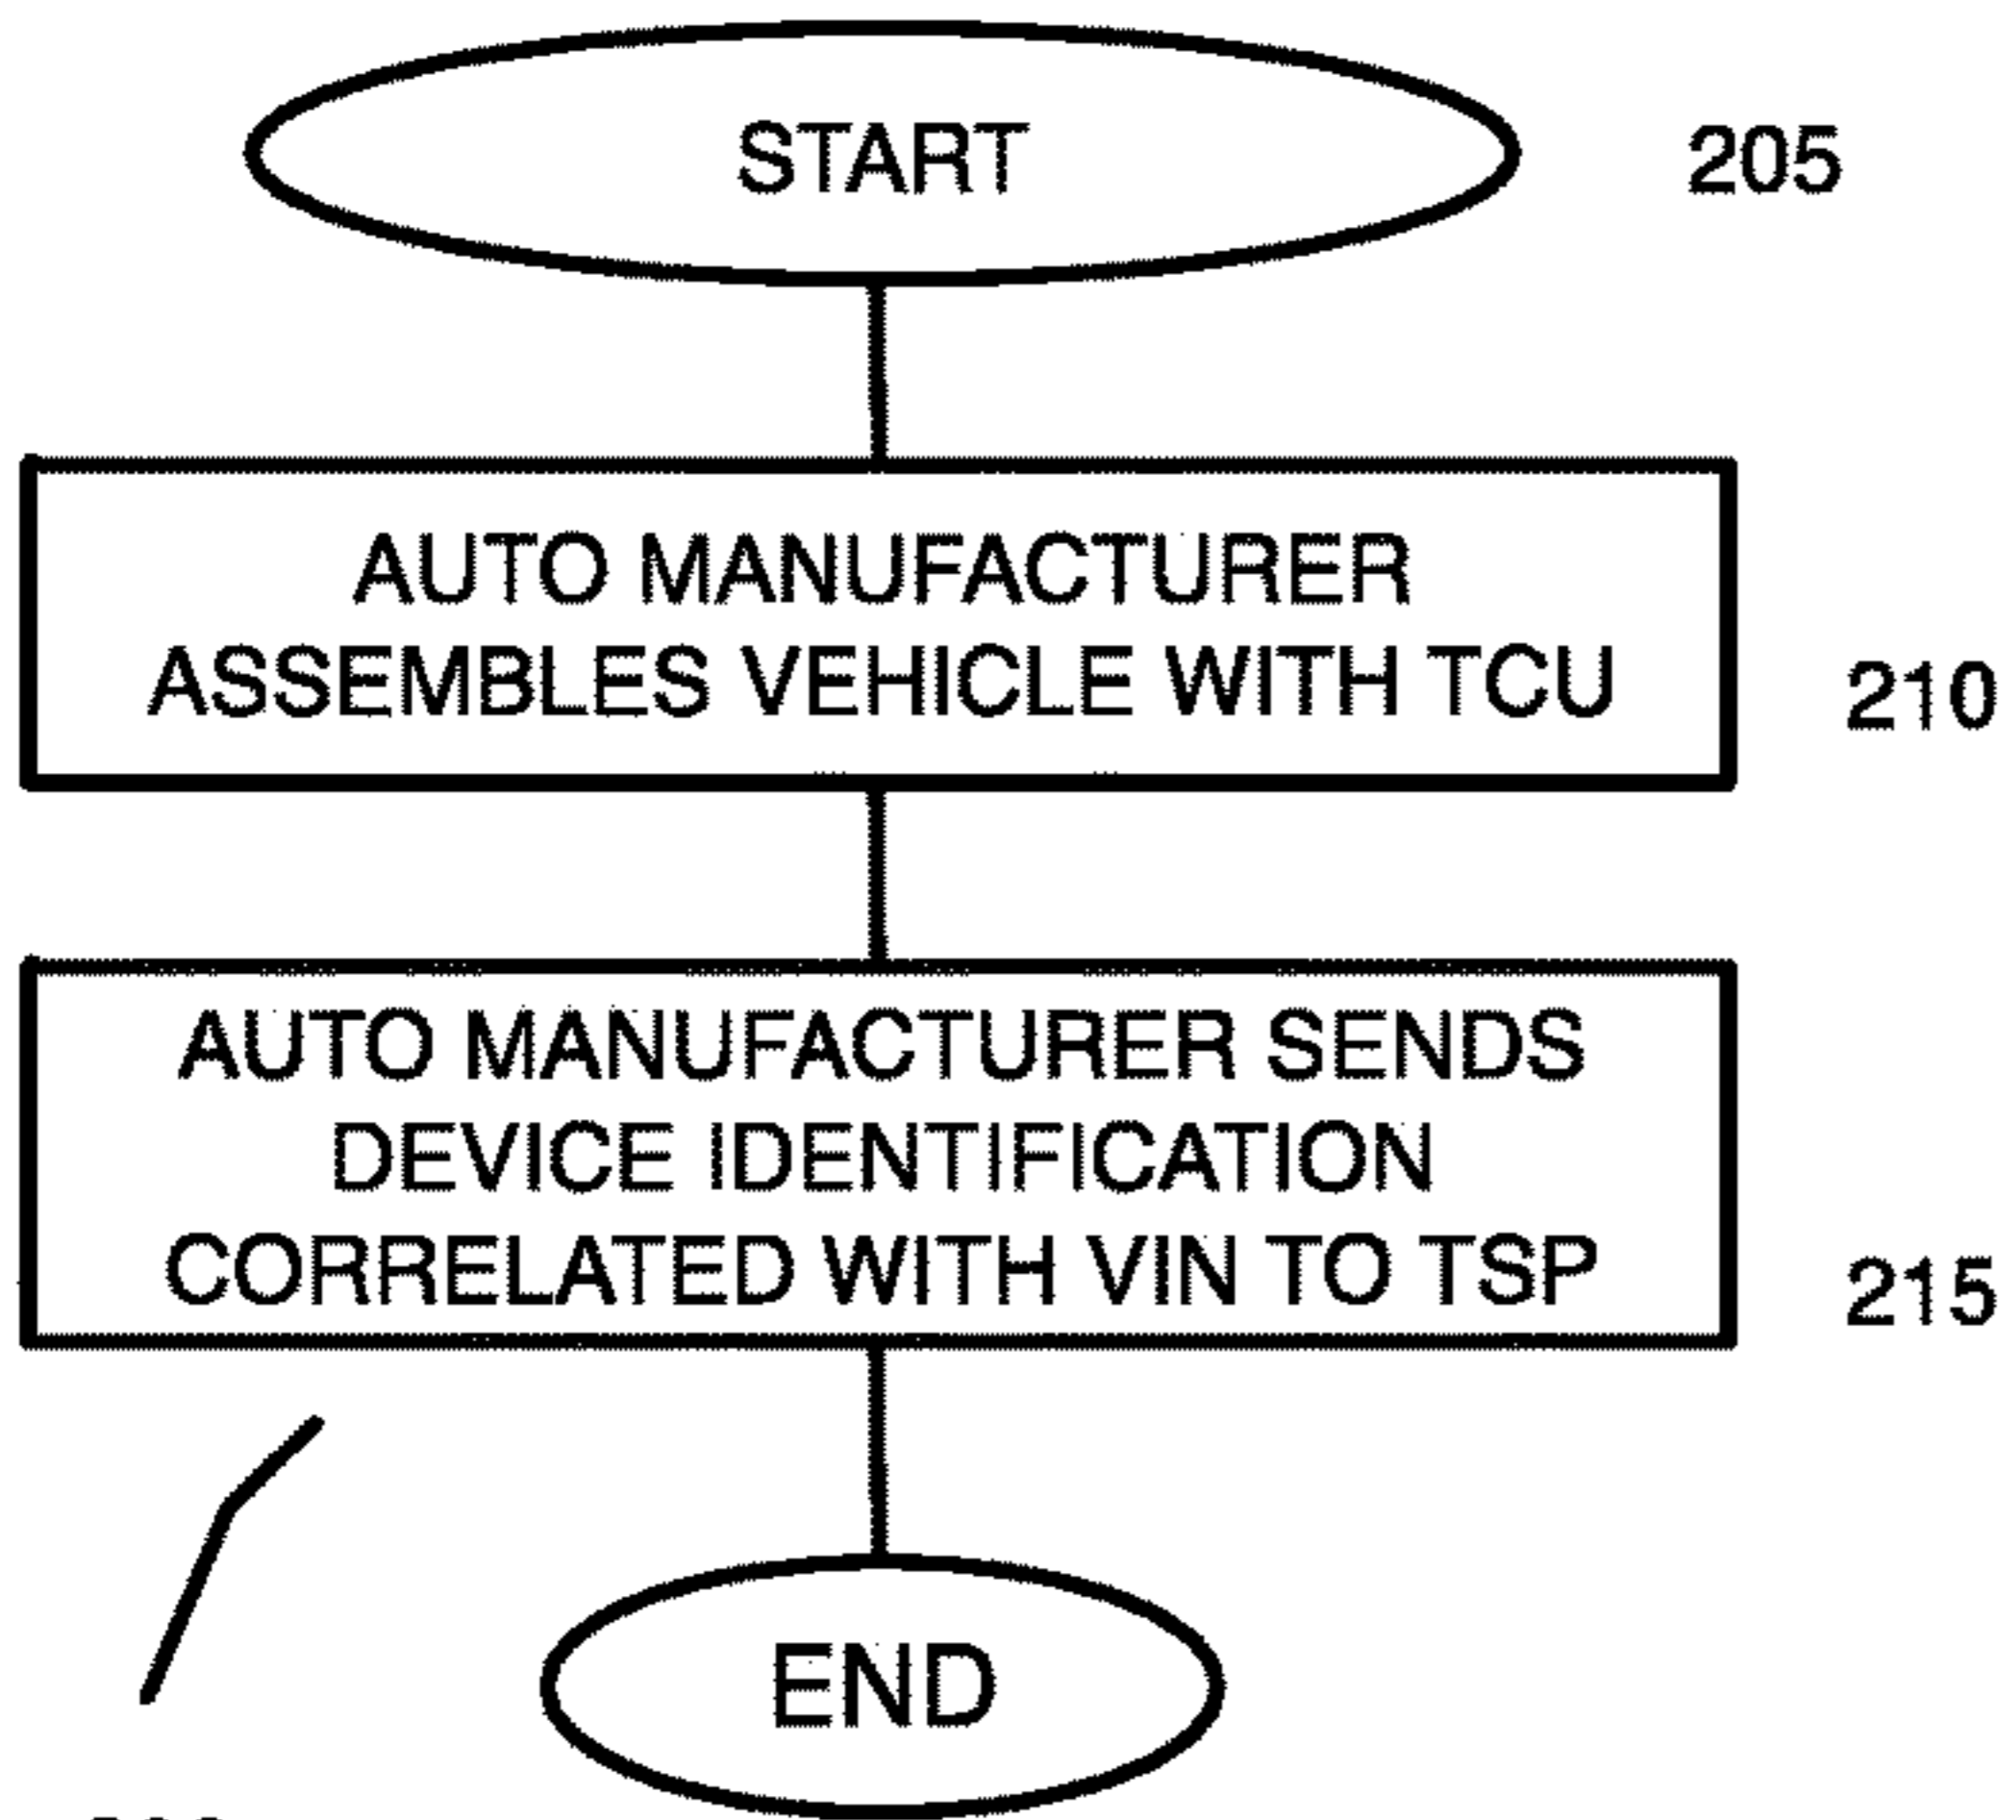 START
205
AUTO MANUFACTURER
ASSEMBLES VEHICLE WITH TCU
210
AUTO MANUFACTURER SENDS
DEVICE IDENTIFICATION
CORRELATED WITH VIN TO TSP
215
END